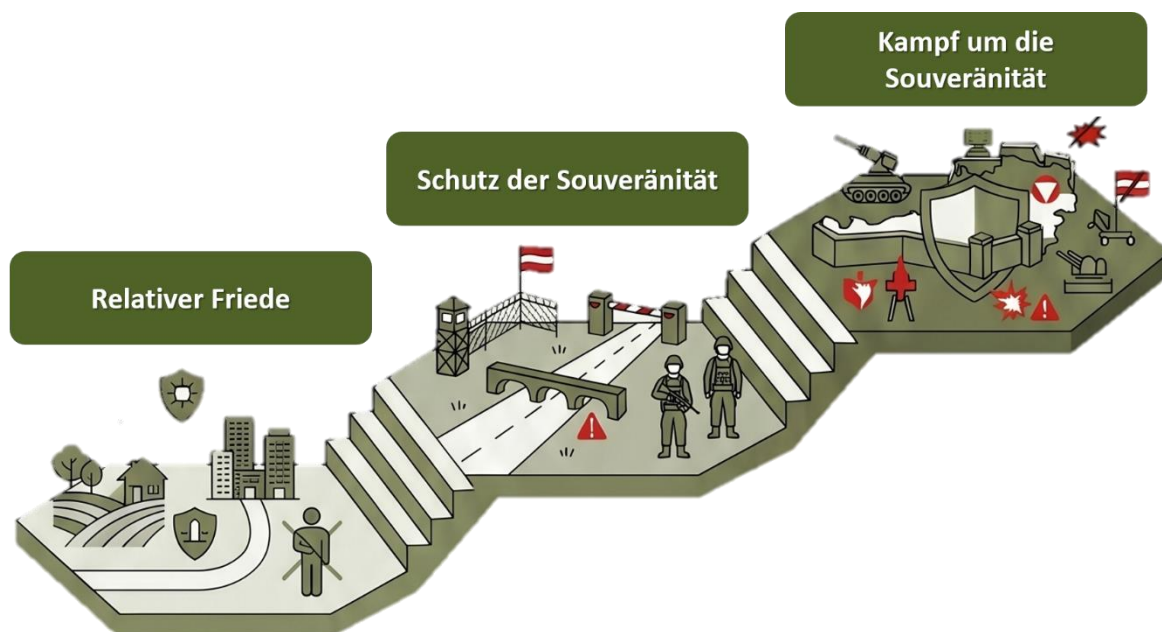 Relativer Friede
Schutz der Souveränität
Kampf um die
Souveränität